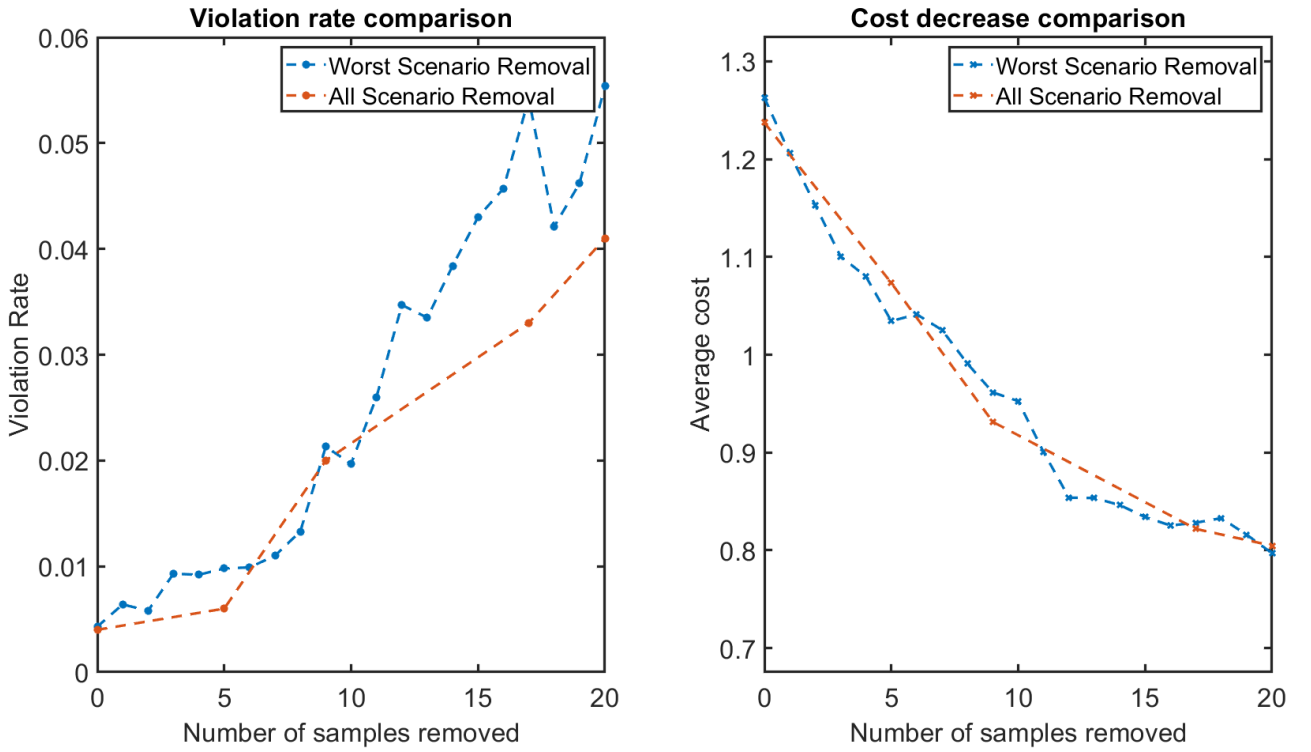 Violation rate comparison
0.06
0.05
0.04
0.03
0.02
0.01
0
Violation Rate
Worst Scenario Removal
All Scenario Removal
0 5 10 15 20
Number of samples removed
Cost decrease comparison
1.3
1.2
1.1
1
0.9
0.8
0.7
Average cost
Worst Scenario Removal
All Scenario Removal
0 5 10 15 20
Number of samples removed